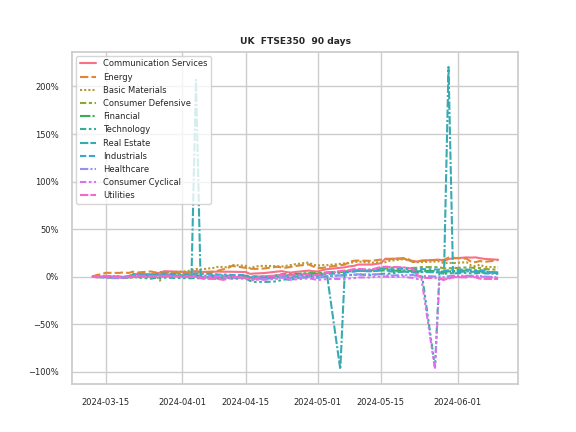 UK FTSE350 90 days
Communication Services
Energy
Basic Materials
Consumer Defensive
Financial
Technology
Real Estate
Industrials
Healthcare
Consumer Cyclical
Utilities
200%
150%
100%
50%
0%
−50%
−100%
2024-03-15 2024-04-01 2024-04-15 2024-05-01 2024-05-15 2024-06-01